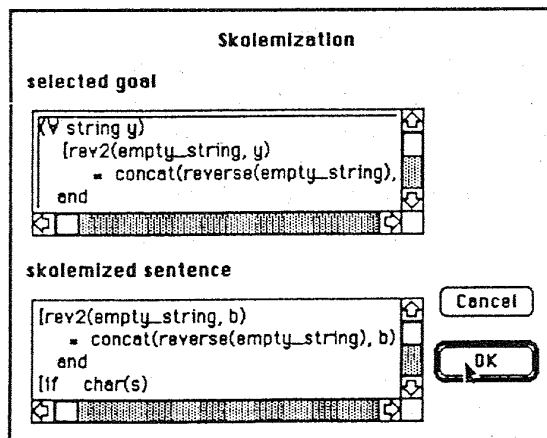 Skolemization
selected goal
(∀ string y)
[rev2(empty_string, y)
= concat(reverse(empty_string),
and
skolemized sentence
[rev2(empty_string, b)
= concat(reverse(empty_string), b)
and
[if char(s)
Cancel
OK